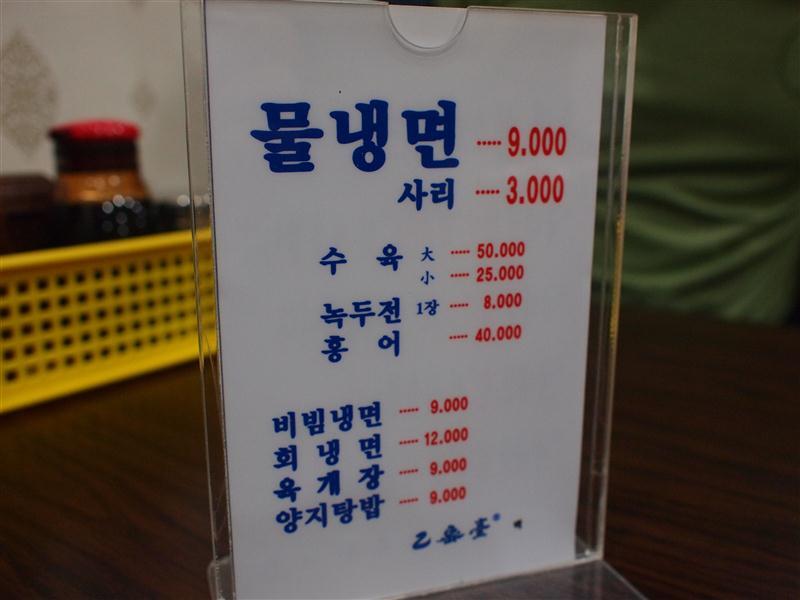 물냉면 ····· 9.000
사리 ····· 3.000
수 육 大 ····· 50.000
小 ····· 25.000
녹두전 1장 ····· 8.000
홍 어 ····· 40.000
비빔냉면 ····· 9.000
회 냉 면 ····· 12.000
육 개 장 ····· 9.000
양지탕밥 ····· 9.000